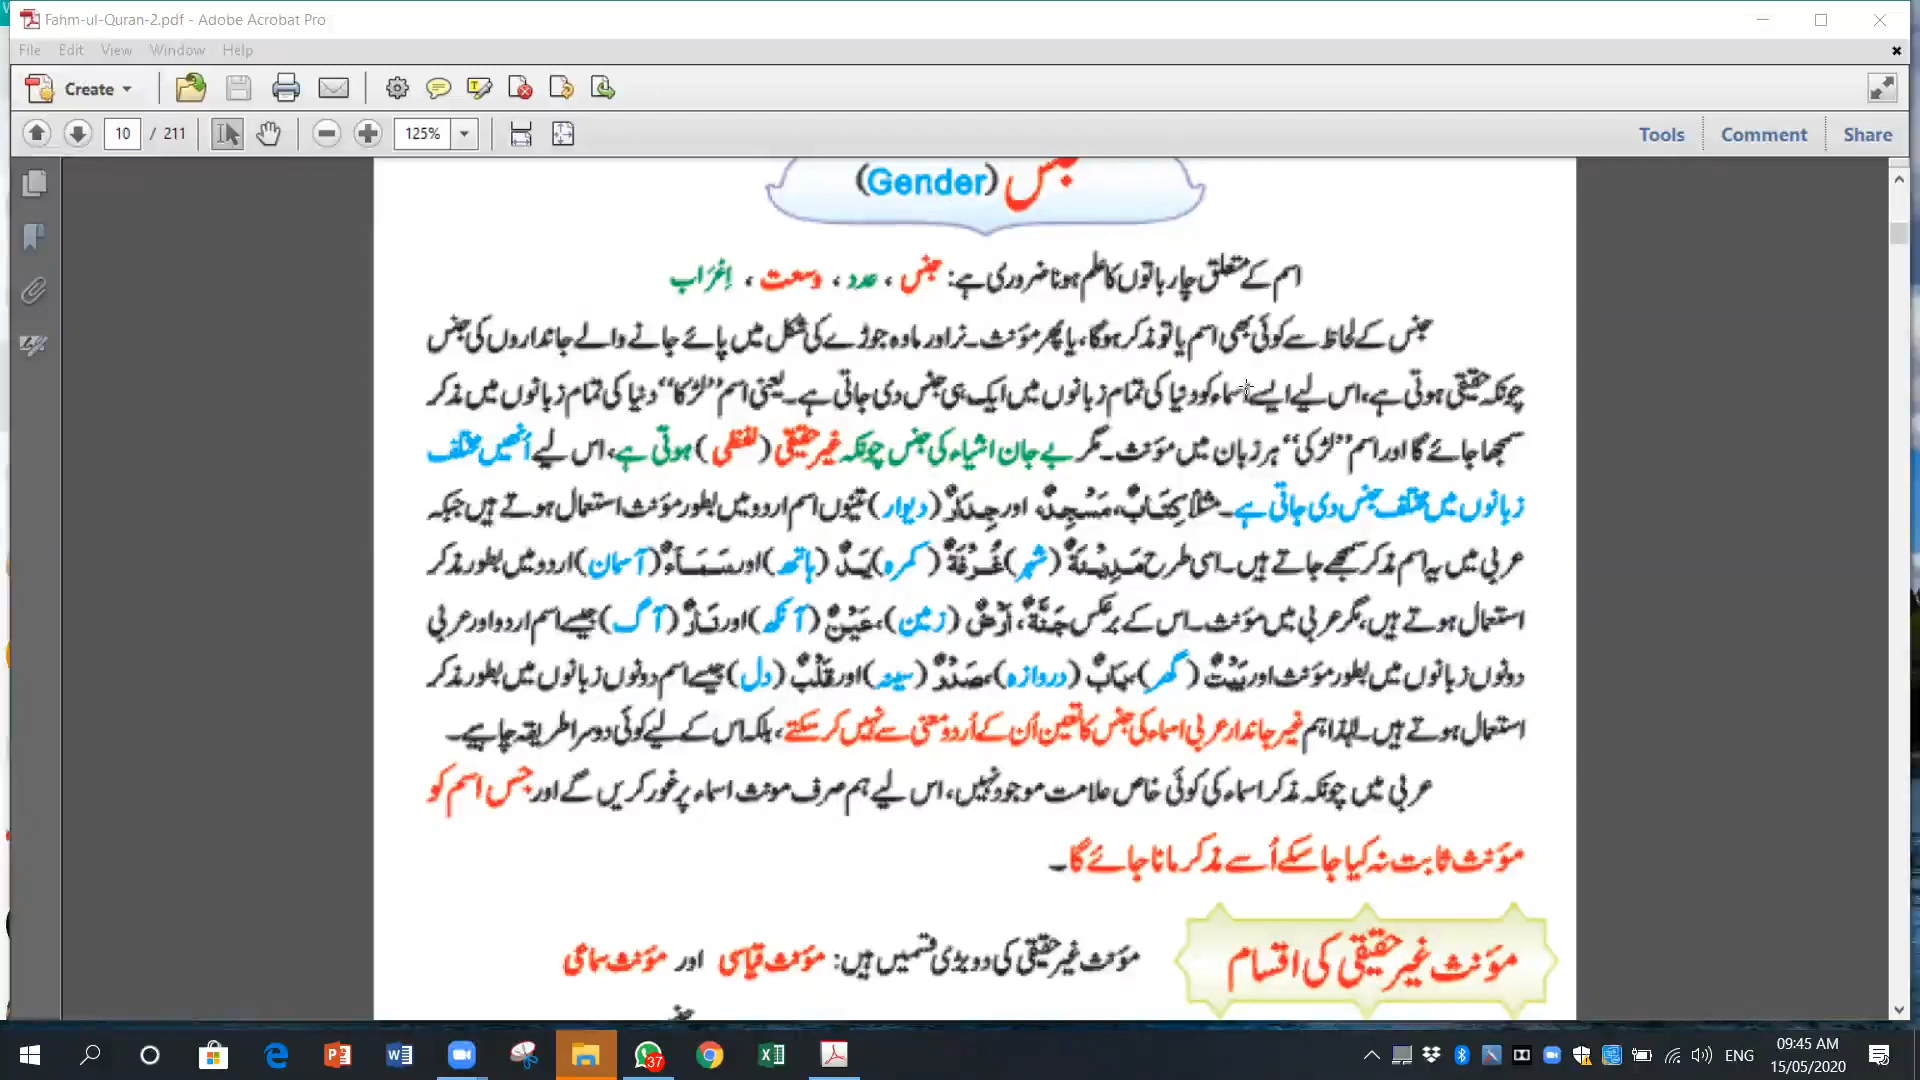 Fahm-ul-Quran-2.pdf - Adobe Acrobat Pro
File Edit View Window Help
Create
10 / 211 125% Tools Comment Share
جنس (Gender)
اسم کے متعلق چار باتوں کا علم ہونا ضروری ہے: جنس ، عدد ، وسعت ، اِعْرَاب
جنس کے لحاظ سے کوئی بھی اسم یا تو مذکر ہوگا، یا پھر مؤنث۔ نر اور مادہ جوڑے کی شکل میں پائے جانے والے جانداروں کی جنس
چونکہ حقیقی ہوتی ہے، اس لیے ایسے اسماء کو دنیا کی تمام زبانوں میں ایک ہی جنس دی جاتی ہے۔ یعنی اسم ’’لڑکا‘‘ دنیا کی تمام زبانوں میں مذکر
سمجھا جائے گا اور اسم ’’لڑکی‘‘ ہر زبان میں مؤنث۔ مگر بے جان اشیاء کی جنس چونکہ غیر حقیقی (لفظی) ہوتی ہے، اس لیے اُنھیں مختلف
زبانوں میں مختلف جنس دی جاتی ہے۔ مثلاً كِتَابٌ، مَسْجِدٌ، اور جِدَارٌ (دیوار) تینوں اسم اردو میں بطور مؤنث استعمال ہوتے ہیں جبکہ
عربی میں یہ اسم مذکر سمجھے جاتے ہیں۔ اسی طرح مَدِيْنَةٌ (شہر) غُرْفَةٌ (کمرہ) يَدٌ (ہاتھ) اور سَمَاءٌ (آسمان) اردو میں بطور مذکر
استعمال ہوتے ہیں، مگر عربی میں مؤنث۔ اس کے برعکس جَنَّةٌ، أَرْضٌ (زمین)، عَيْنٌ (آنکھ) اور نَارٌ (آگ) جیسے اسم اردو اور عربی
دونوں زبانوں میں بطور مؤنث اور بَيْتٌ (گھر) بَابٌ (دروازہ)، صَدْرٌ (سینہ) اور قَلْبٌ (دل) جیسے اسم دونوں زبانوں میں بطور مذکر
استعمال ہوتے ہیں۔ لہٰذا ہم غیر جاندار عربی اسماء کی جنس کا تعین اُن کے اُردو معنی سے نہیں کر سکتے، بلکہ اس کے لیے کوئی دوسرا طریقہ چاہیے۔
عربی میں چونکہ مذکر اسماء کی کوئی خاص علامت موجود نہیں، اس لیے ہم صرف مونث اسماء پر غور کریں گے اور جس اسم کو
مؤنث ثابت نہ کیا جا سکے اُسے مذکر مانا جائے گا۔
مؤنث غیر حقیقی کی اقسام
مؤنث غیر حقیقی کی دو بڑی قسمیں ہیں: مؤنث قیاسی اور مؤنث سماعی
37
ENG
09:45 AM
15/05/2020